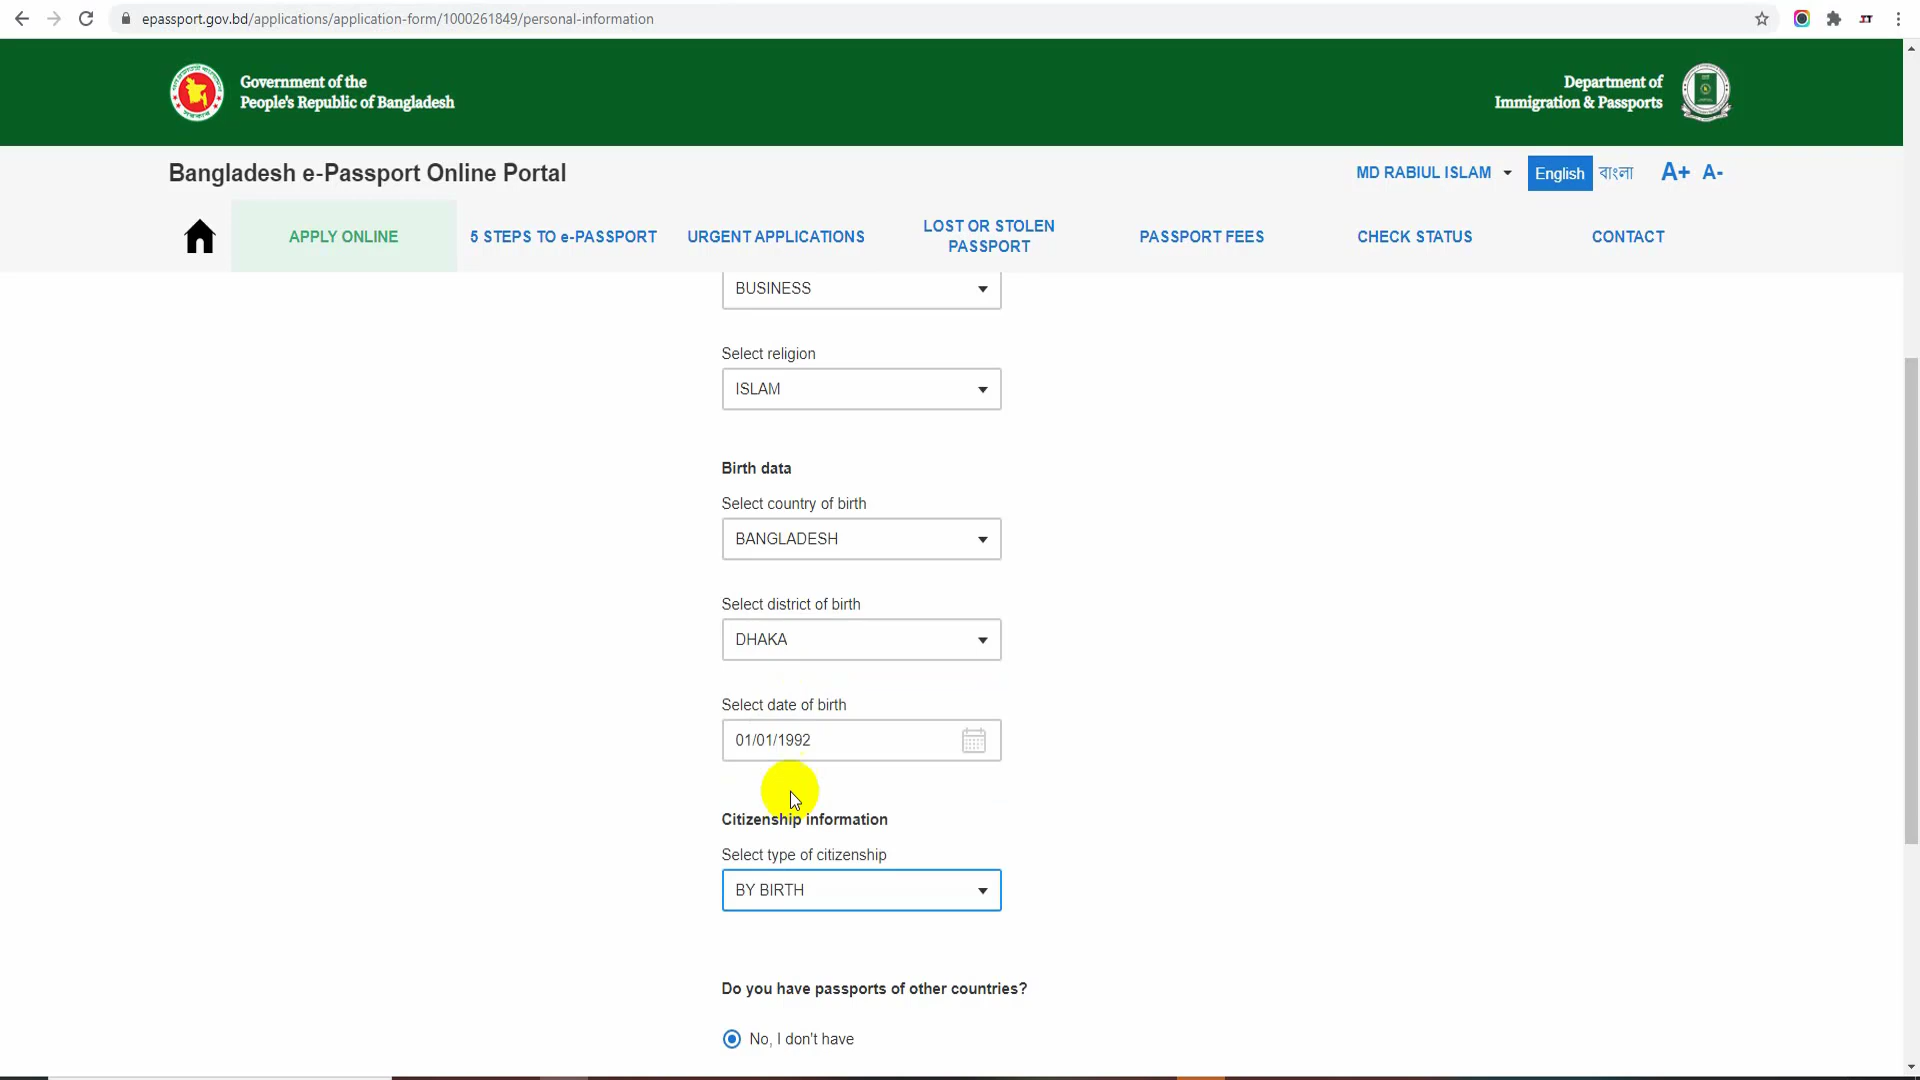 epassport.gov.bd/applications/application-form/1000261849/personal-information
Government of the
People's Republic of Bangladesh
Department of
Immigration & Passports
Bangladesh e-Passport Online Portal
MD RABIUL ISLAM
English
বাংলা
A+ A-
APPLY ONLINE
5 STEPS TO e-PASSPORT
URGENT APPLICATIONS
LOST OR STOLEN
PASSPORT
PASSPORT FEES
CHECK STATUS
CONTACT
BUSINESS
Select religion
ISLAM
Birth data
Select country of birth
BANGLADESH
Select district of birth
DHAKA
Select date of birth
01/01/1992
Citizenship information
Select type of citizenship
BY BIRTH
Do you have passports of other countries?
No, I don't have